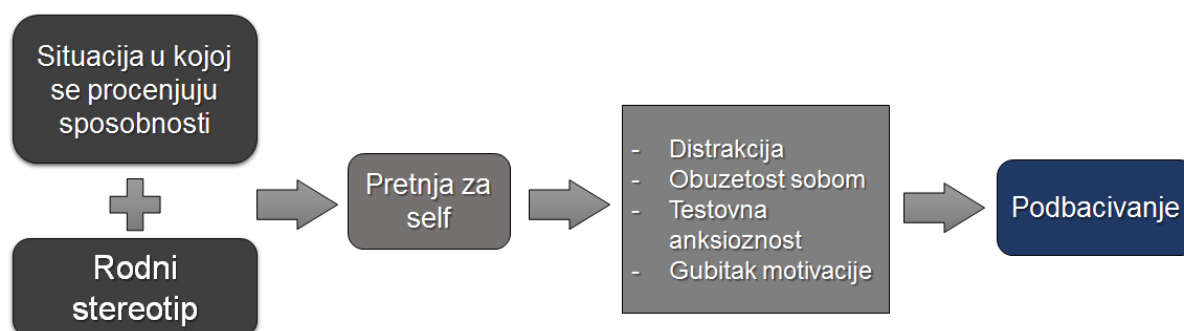 Situacija u kojoj
se procenjuju
sposobnosti
Rodni
stereotip
Pretnja za
self
- Distrakcija
- Obuzetost sobom
- Testovna
anksioznost
- Gubitak motivacije
Podbacivanje